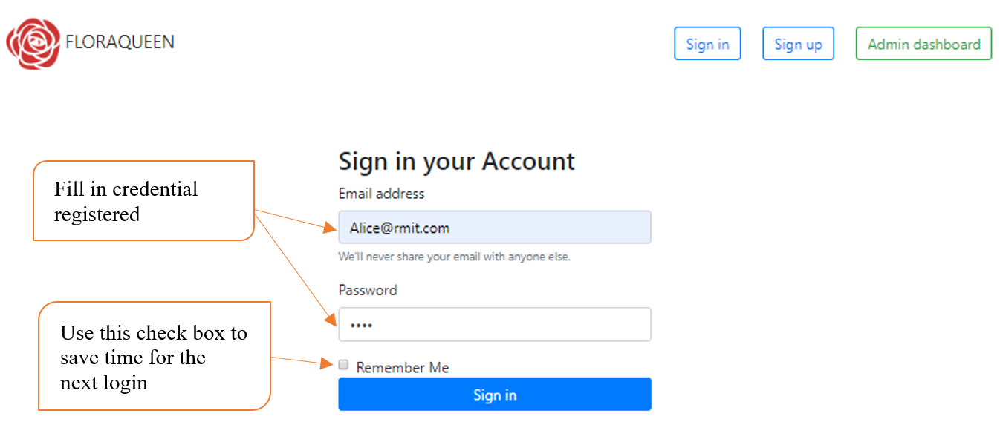 FLORAQUEEN
Sign in
Sign up
Admin dashboard
Sign in your Account
Fill in credential
registered
Email address
Alice@rmit.com
We'll never share your email with anyone else.
Password
••••
Use this check box to
save time for the
next login
Remember Me
Sign in